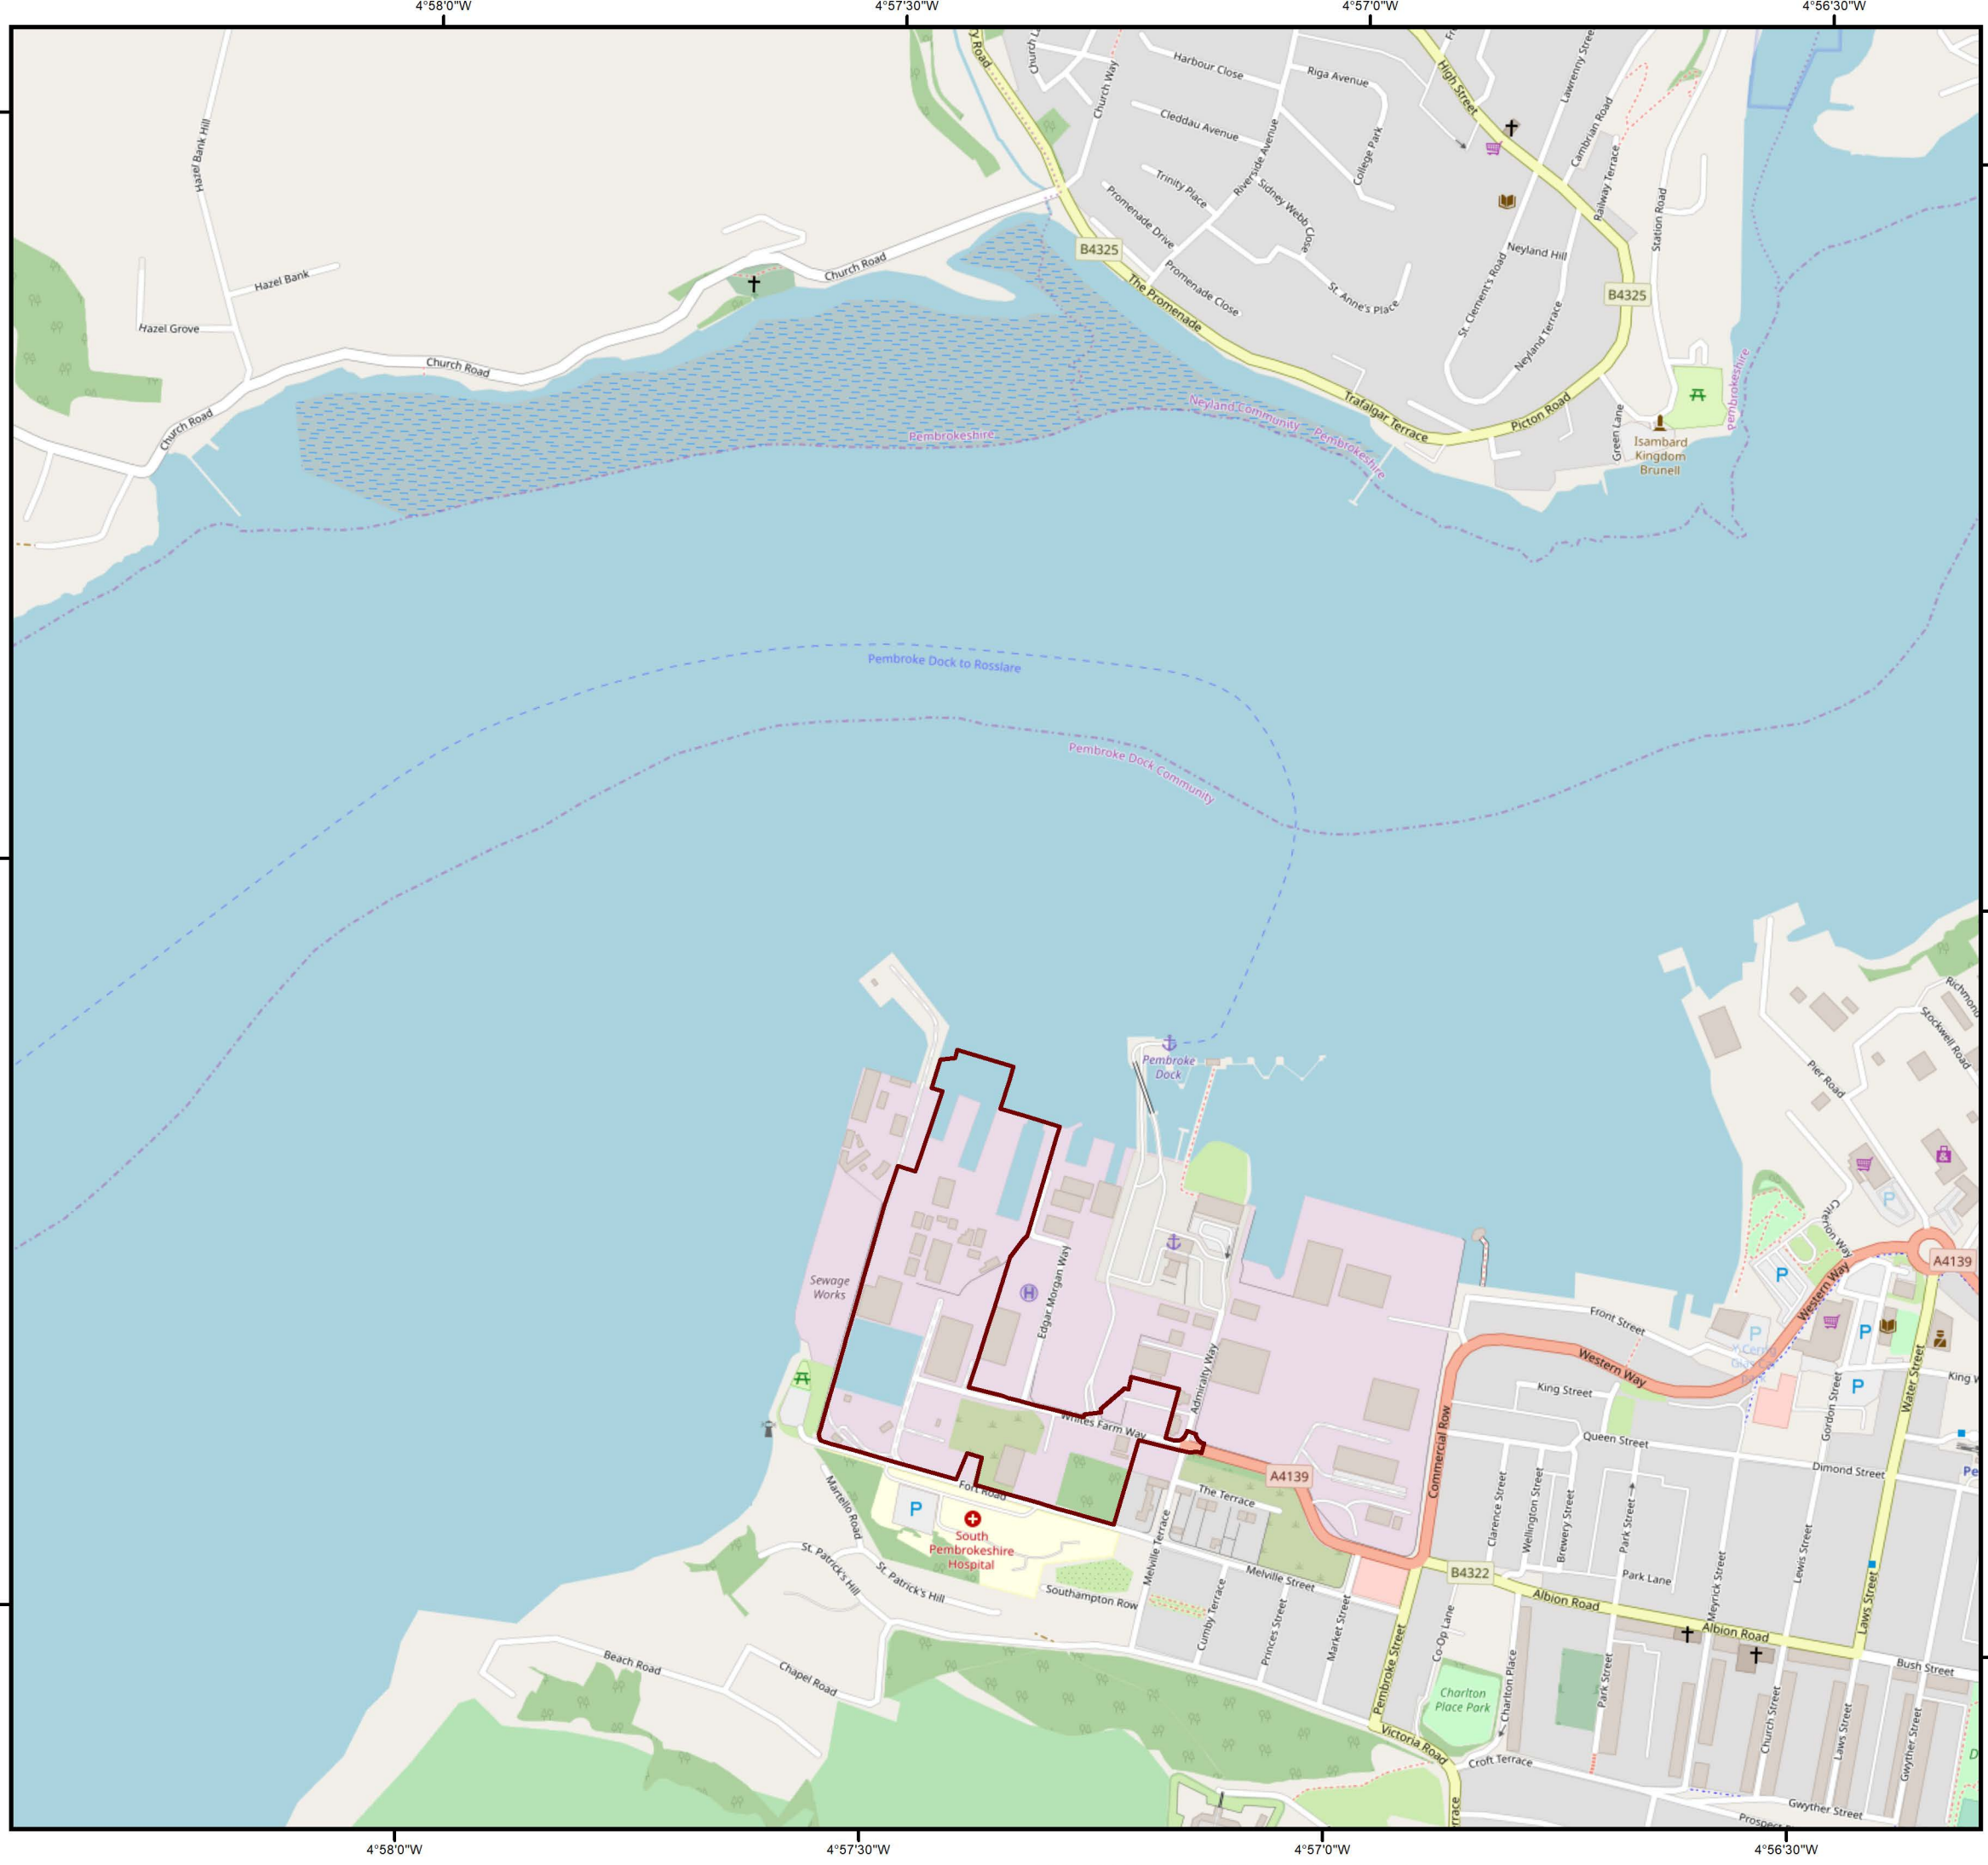 4°58'0"W
4°57'30"W
4°57'0"W
4°56'30"W
Harbour Close
Riga Avenue
High Street
Church Way
Lawrenny Street
Hazel Bank Hill
Cleddau Avenue
Riverside Avenue
College Park
Cambrian Road
Railway Terrace
Trinity Place
Sidney Webb Close
Promenade Drive
Station Road
B4325
Neyland Hill
Church Road
Hazel Bank
The Promenade
Promenade Close
St. Anne's Place
St. Clement's Road
B4325
Hazel Grove
Neyland Terrace
Church Road
Pembrokeshire
Church Road
Neyland Community
Trafalgar Terrace
Picton Road
Green Lane
Pembrokeshire
Pembrokeshire
Isambard
Kingdom
Brunell
Pembroke Dock to Rosslare
Pembroke Dock Community
Stockwell Road
Pembroke
Dock
Pier Road
Criterion Way
A4139
Sewage
Works
H
Edgar Morgan Way
P
P
P
P
P
Western Way
Front Street
Western Way
Admiralty Way
King Street
Water Street
Gordon Street
Whites Farm Way
Commercial Row
Queen Street
A4139
Dimond Street
Fort Road
The Terrace
P
Martello Road
South
Pembrokeshire
Hospital
Clarence Street
Wellington Street
Brewery Street
Park Street
Lewis Street
St. Patrick's Hill
St. Patrick's Hill
Melville Terrace
Melville Street
B4322
Park Lane
Meyrick Street
Laws Street
Southampton Row
Cumby Terrace
Princes Street
Market Street
Albion Road
Albion Road
Co-Op Lane
Bush Street
Beach Road
Chapel Road
Pembroke Street
Charlton Place
Park Street
Charlton
Place Park
Church Street
Laws Street
Gwyther Street
Victoria Road
Croft Terrace
Gwyther Street
4°58'0"W
4°57'30"W
4°57'0"W
4°56'30"W